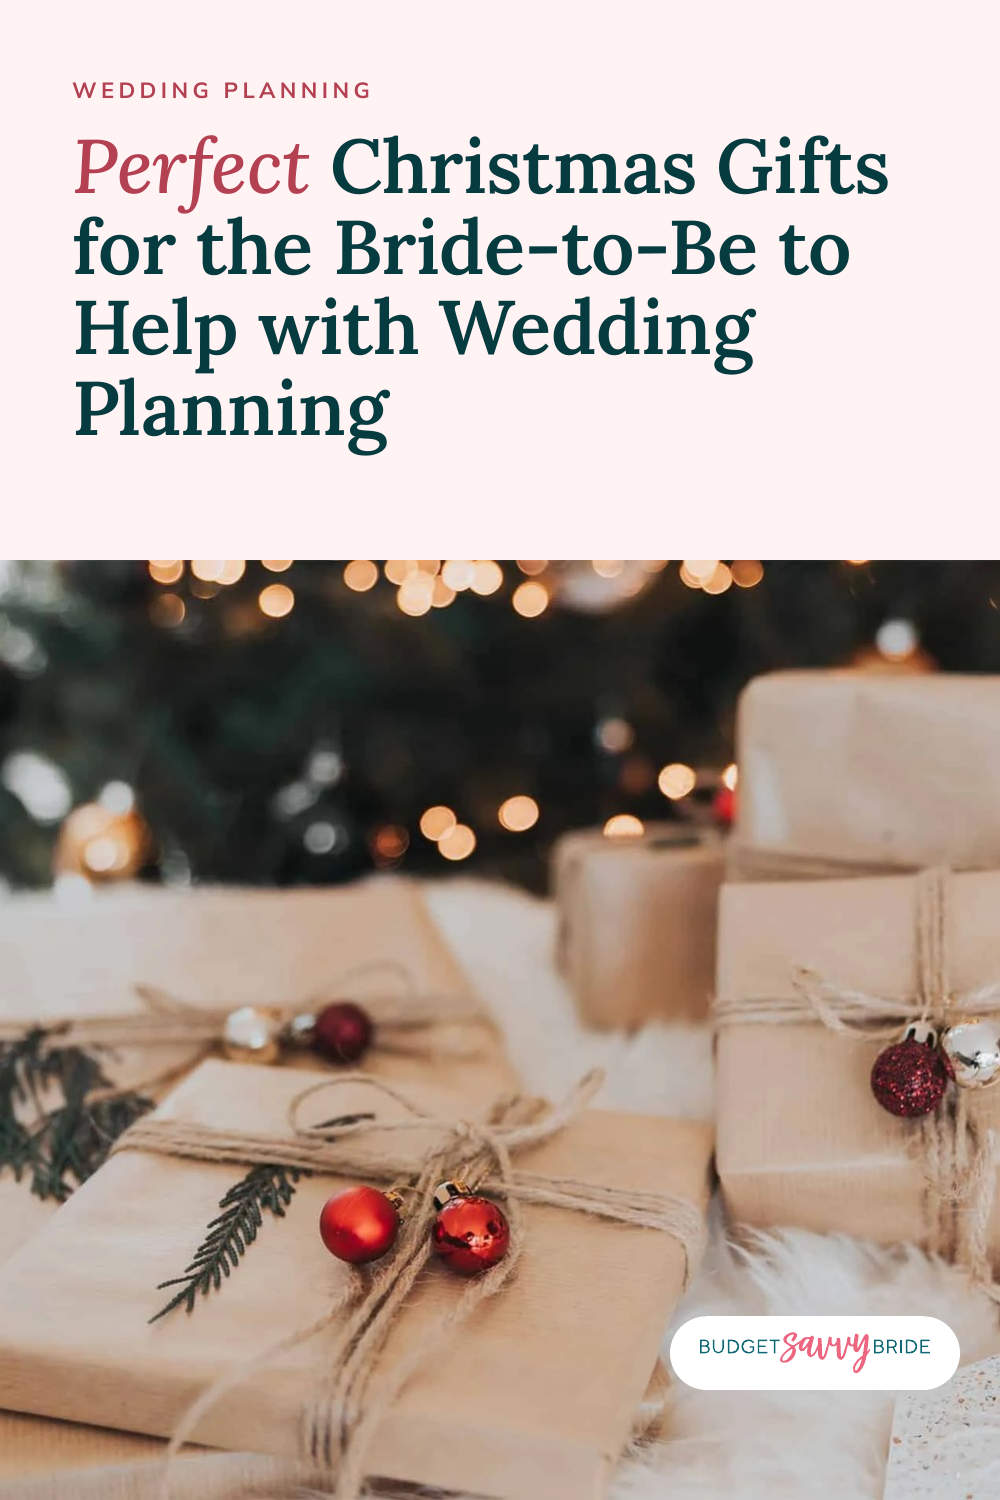 WEDDING PLANNING
Perfect Christmas Gifts
for the Bride-to-Be to
Help with Wedding
Planning
BUDGET savvy BRIDE